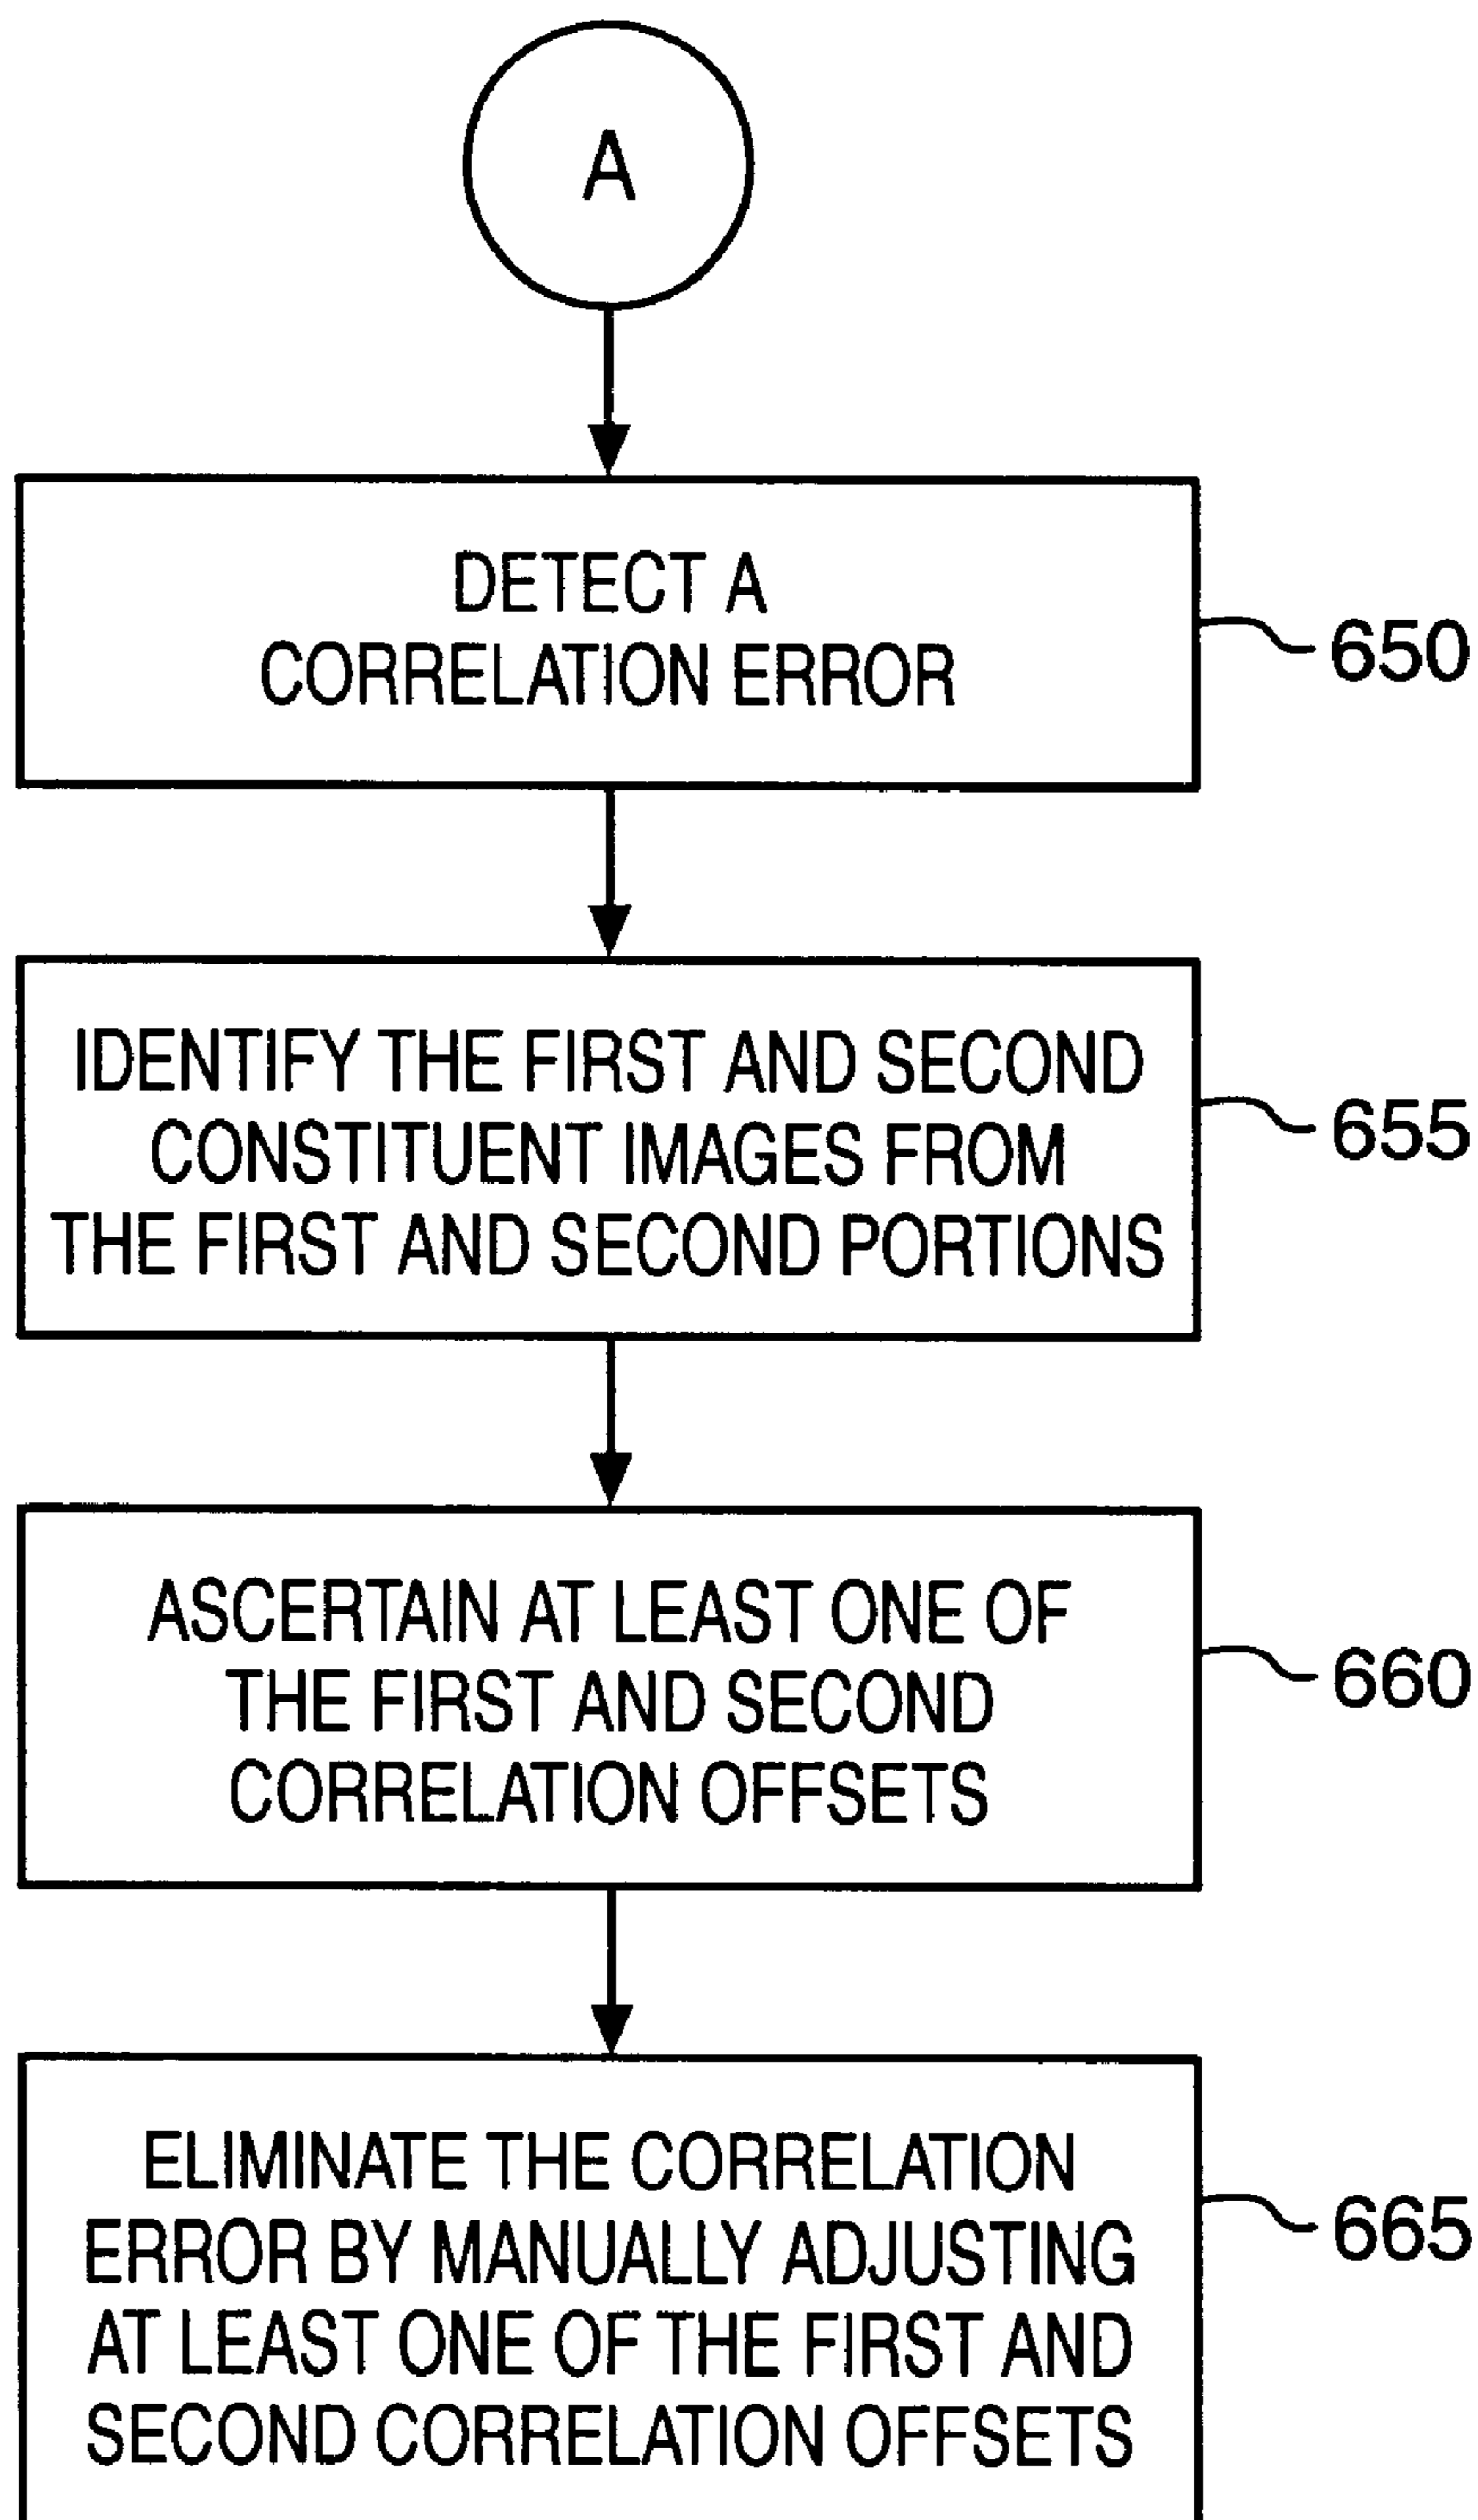 A
DETECT A
CORRELATION ERROR
650
IDENTIFY THE FIRST AND SECOND
CONSTITUENT IMAGES FROM
THE FIRST AND SECOND PORTIONS
655
ASCERTAIN AT LEAST ONE OF
THE FIRST AND SECOND
CORRELATION OFFSETS
660
ELIMINATE THE CORRELATION
ERROR BY MANUALLY ADJUSTING
AT LEAST ONE OF THE FIRST AND
SECOND CORRELATION OFFSETS
665